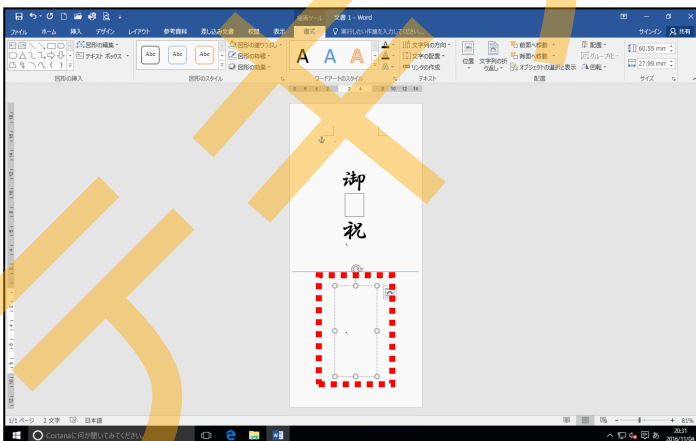 描画ツール 文書 1 - Word
ファイル ホーム 挿入 デザイン レイアウト 参考資料 差し込み文書 校閲 表示 書式 実行したい作業を入力してください... サインイン 共有
図形の編集 テキスト ボックス
Abc Abc Abc
図形の塗りつぶし 図形の枠線 図形の効果
A A A
文字列の方向 文字の配置 リンクの作成
位置 文字列の折り返し
前面へ移動 背面へ移動 オブジェクトの選択と表示
配置 グループ化 回転
60.55 mm
27.99 mm
図形の挿入 図形のスタイル ワードアートのスタイル テキスト 配置 サイズ
御
祝
1/1 ページ 2 文字 日本語 81%
Cortanaに何か聞いてみてください。 あ 20:31
2016/11/04